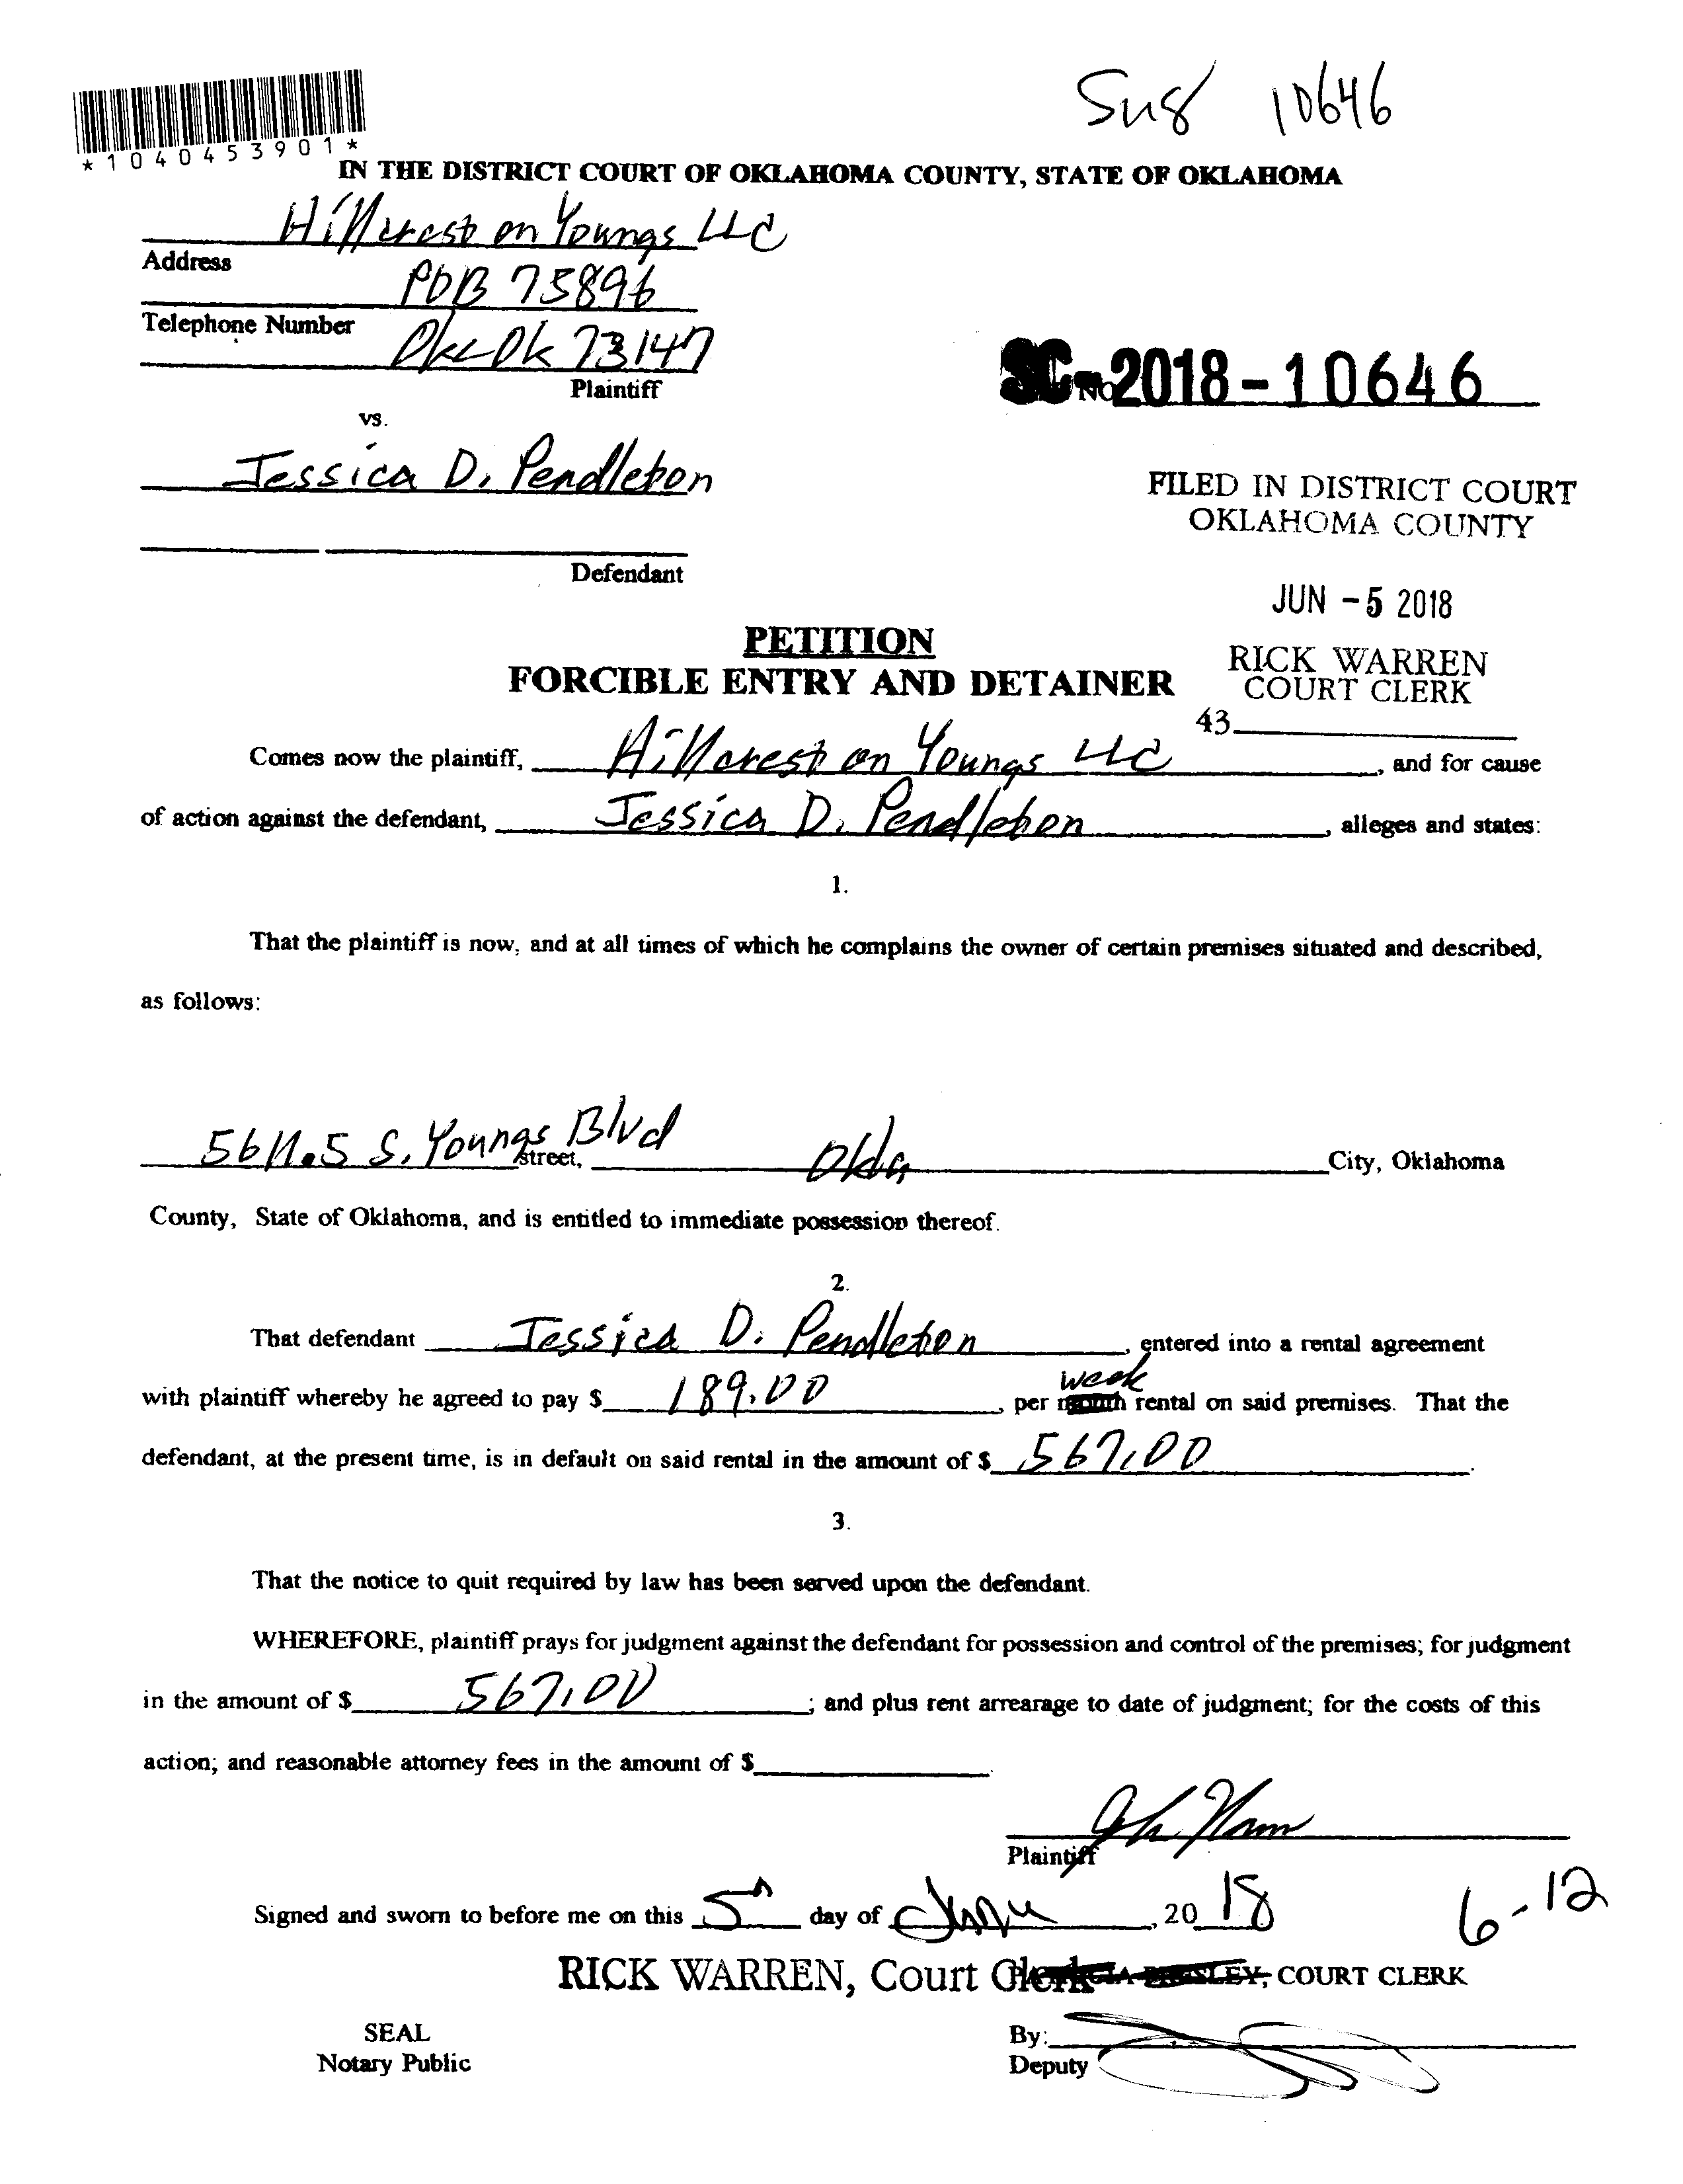 *1040453901*
10646
IN THE DISTRICT COURT OF OKLAHOMA COUNTY, STATE OF OKLAHOMA
Hillcrest on Youngs LLC
Address
POB 75896
Telephone Number
Okc Ok 73147
Plaintiff
SC-2018-10646
NO
vs.
Jessica D. Pendleton
FILED IN DISTRICT COURT
OKLAHOMA COUNTY
Defendant
JUN -5 2018
PETITION
FORCIBLE ENTRY AND DETAINER
RICK WARREN
COURT CLERK
43
Comes now the plaintiff, Hillcrest on Youngs LLC, and for cause
of action against the defendant, Jessica D. Pendleton, alleges and states:
1.
That the plaintiff is now, and at all times of which he complains the owner of certain premises situated and described,
as follows:
5611.5 S. Youngs Blvd street, Okla City, Oklahoma
County, State of Oklahoma, and is entitled to immediate possession thereof.
2.
That defendant Jessica D. Pendleton, entered into a rental agreement
with plaintiff whereby he agreed to pay $ 189.00, per month week rental on said premises. That the
defendant, at the present time, is in default on said rental in the amount of $ 567.00.
3.
That the notice to quit required by law has been served upon the defendant.
WHEREFORE, plaintiff prays for judgment against the defendant for possession and control of the premises; for judgment
in the amount of $ 567.00; and plus rent arrearage to date of judgment; for the costs of this
action; and reasonable attorney fees in the amount of $.
Plaintiff
Signed and sworn to before me on this 5th day of June, 2018
6-12
RICK WARREN, Court Clerk COURT CLERK
SEAL
Notary Public
By:
Deputy